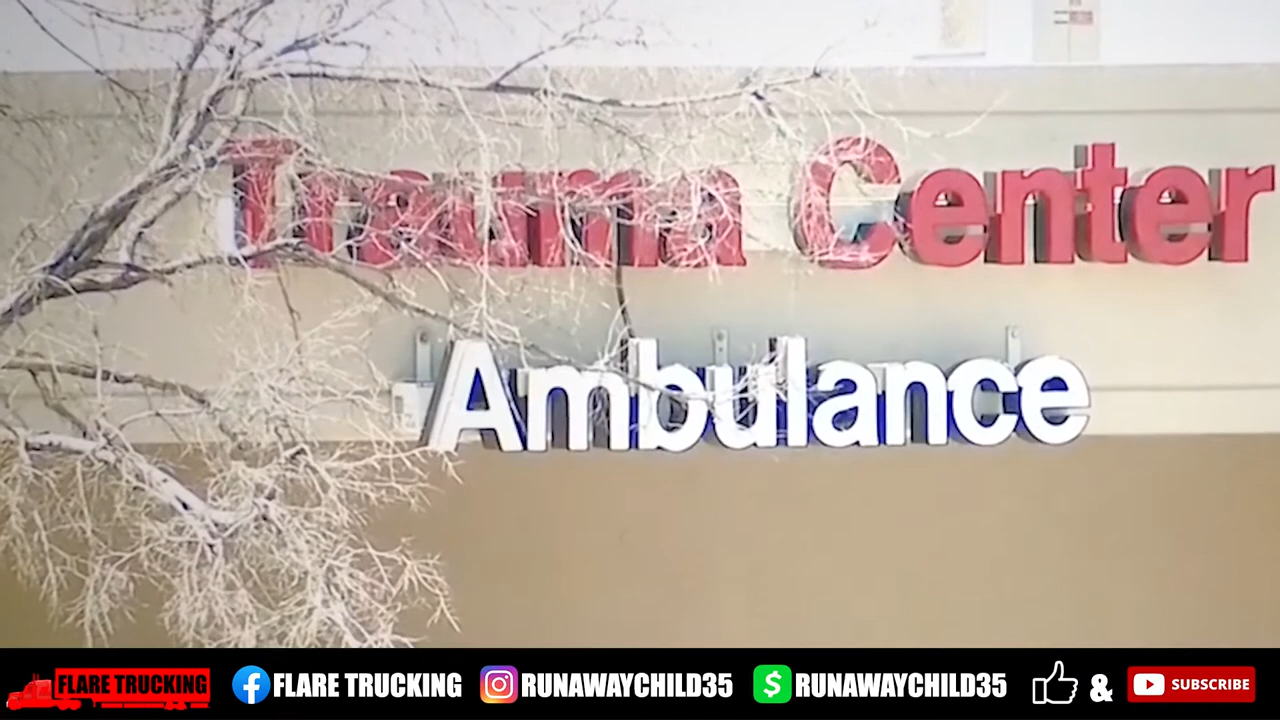 Trauma Center
Ambulance
FLARE TRUCKING FLARE TRUCKING RUNAWAYCHILD35 $ RUNAWAYCHILD35 & SUBSCRIBE